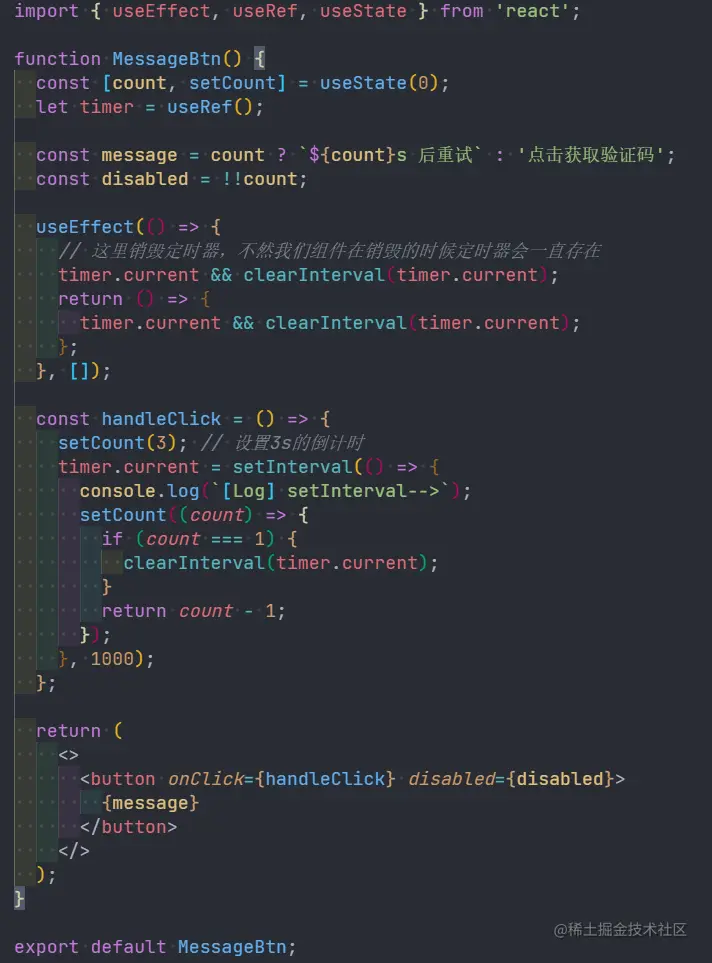 import { useEffect, useRef, useState } from 'react';
function MessageBtn() {
const [count, setCount] = useState(0);
let timer = useRef();
const message = count ? `${count}s 后重试` : '点击获取验证码';
const disabled = !!count;
useEffect(() => {
// 这里销毁定时器，不然我们组件在销毁的时候定时器会一直存在
timer.current && clearInterval(timer.current);
return () => {
timer.current && clearInterval(timer.current);
};
}, []);
const handleClick = () => {
setCount(3); // 设置3s的倒计时
timer.current = setInterval(() => {
console.log(`[Log] setInterval-->`);
setCount((count) => {
if (count === 1) {
clearInterval(timer.current);
}
return count - 1;
});
}, 1000);
};
return (
<>
<button onClick={handleClick} disabled={disabled}>
{message}
</button>
</>
);
}
@稀土掘金技术社区
export default MessageBtn;